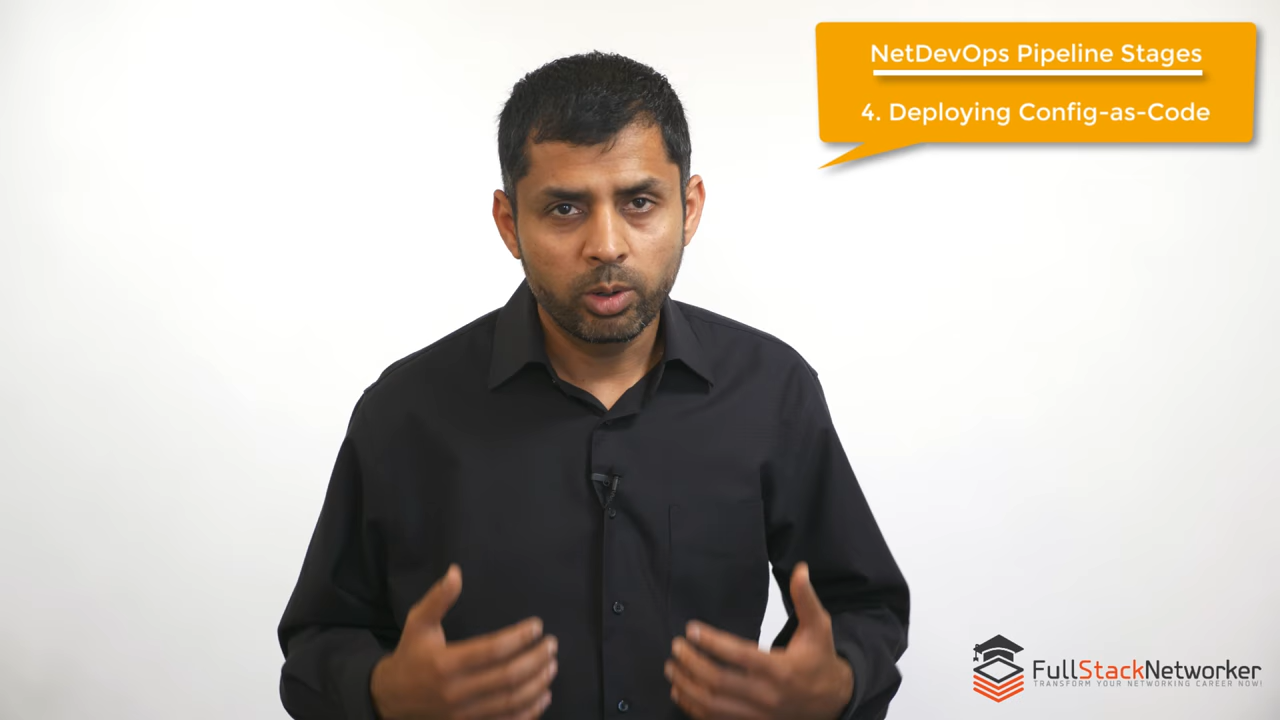 NetDevOps Pipeline Stages
4. Deploying Config-as-Code
FullStackNetworker
TRANSFORM YOUR NETWORKING CAREER NOW!